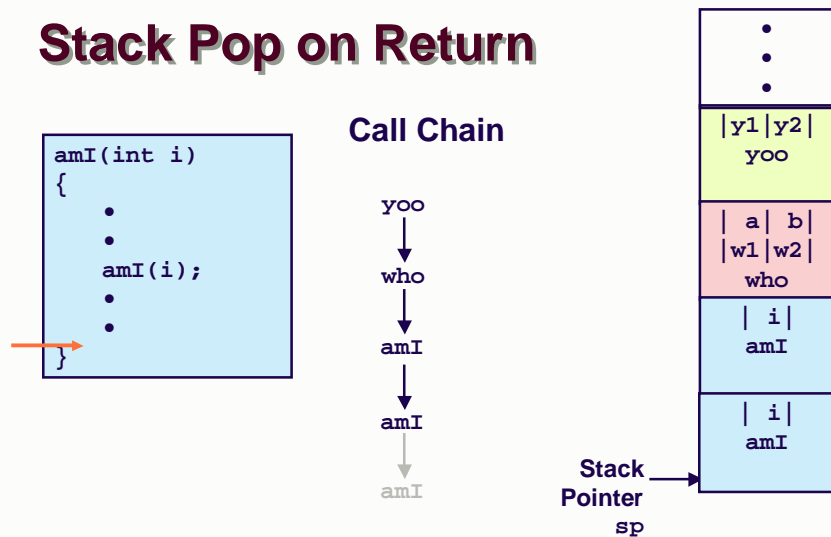 Stack Pop on Return
amI(int i)
{
•
•
amI(i);
•
•
}
Call Chain
yoo
who
amI
amI
amI
•
•
•
|y1|y2|
yoo
| a| b|
|w1|w2|
who
| i|
amI
| i|
amI
Stack
Pointer
sp